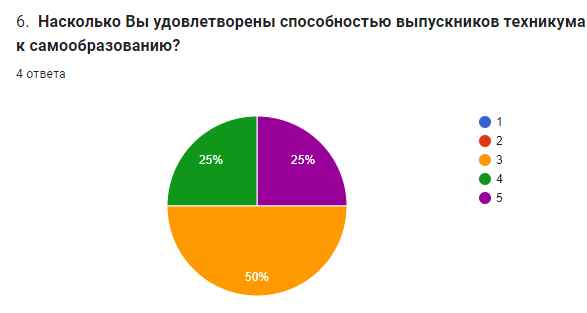 6. Насколько Вы удовлетворены способностью выпускников техникума
к самообразованию?
4 ответа
25%
25%
50%
1
2
3
4
5